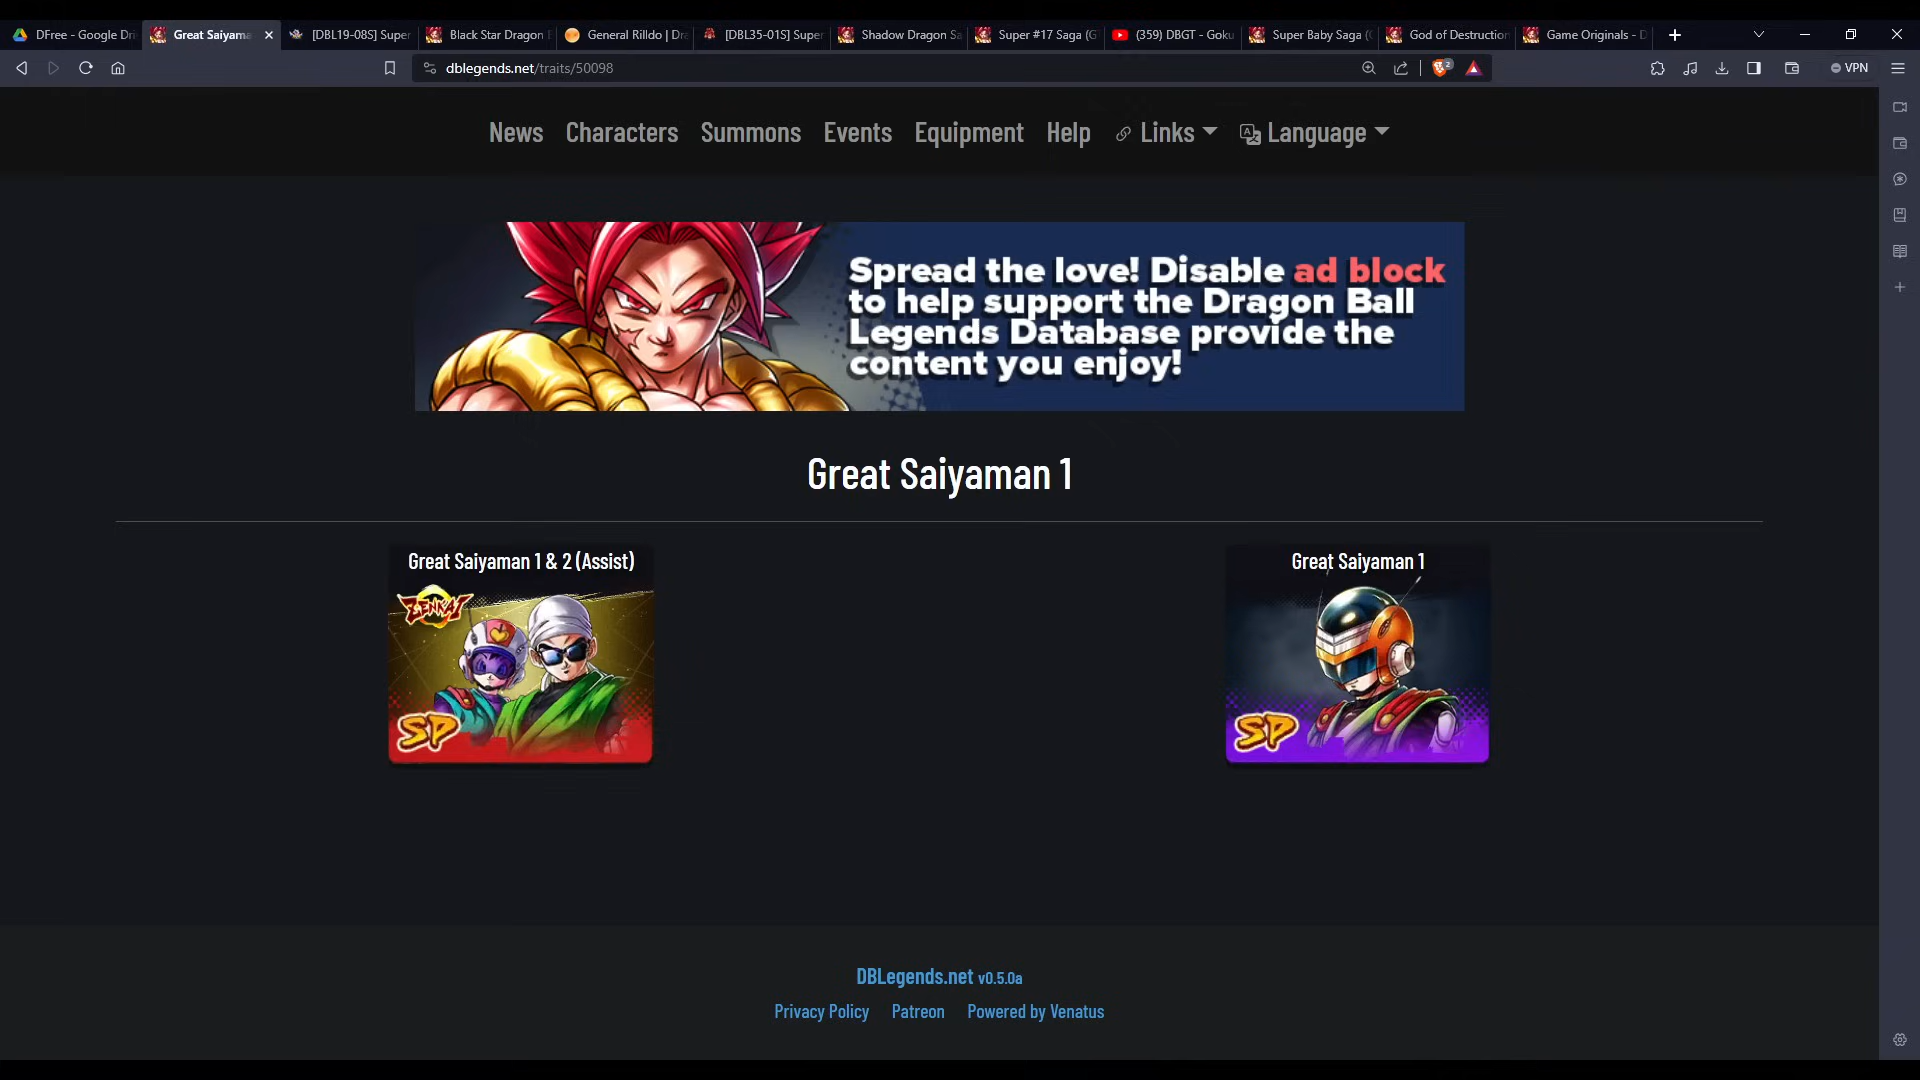 DFree - Google Dri
Great Saiyama
[DBL19-08S] Super
Black Star Dragon B
General Rilldo | Dra
[DBL35-01S] Super
Shadow Dragon Sa
Super #17 Saga (GT
(359) DBGT - Goku
Super Baby Saga (G
God of Destruction
Game Originals - D
dblegends.net/traits/50098
2
VPN
News
Characters
Summons
Events
Equipment
Help
Links
Language
Spread the love! Disable ad block
to help support the Dragon Ball
Legends Database provide the
content you enjoy!
Great Saiyaman 1
Great Saiyaman 1 & 2 (Assist)
ZENKAI
SP
Great Saiyaman 1
SP
DBLegends.net v0.5.0a
Privacy Policy
Patreon
Powered by Venatus